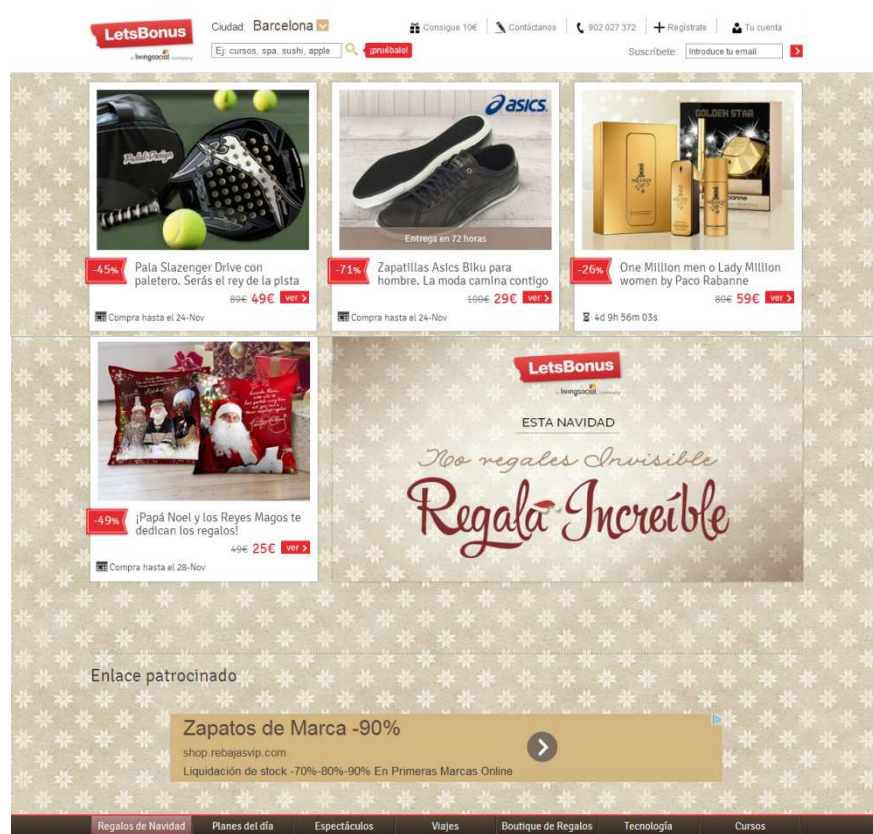 LetsBonus
a livingsocial company
Ciudad: Barcelona
Consigue 10€
Contáctanos
902 027 372
Regístrate
Tu cuenta
Ej: cursos, spa, sushi, apple
¡pruébalo!
Suscríbete:
Introduce tu email
asics.
Entrega en 72 horas
GOLDEN STAR
-45%
Pala Slazenger Drive con
paletero. Serás el rey de la pista
89€ 49€ ver >
Compra hasta el 24-Nov
-71%
Zapatillas Asics Biku para
hombre. La moda camina contigo
100€ 29€ ver >
Compra hasta el 24-Nov
-26%
One Million men o Lady Million
women by Paco Rabanne
80€ 59€ ver >
4d 9h 56m 03s
-49%
¡Papá Noel y los Reyes Magos te
dedican los regalos!
49€ 25€ ver >
Compra hasta el 28-Nov
LetsBonus
a livingsocial company
ESTA NAVIDAD
No regales Invisible
Regala Increíble
Enlace patrocinado
Zapatos de Marca -90%
shop.rebajasvip.com
Liquidación de stock -70%-80%-90% En Primeras Marcas Online
Regalos de Navidad
Planes del día
Espectáculos
Viajes
Boutique de Regalos
Tecnología
Cursos